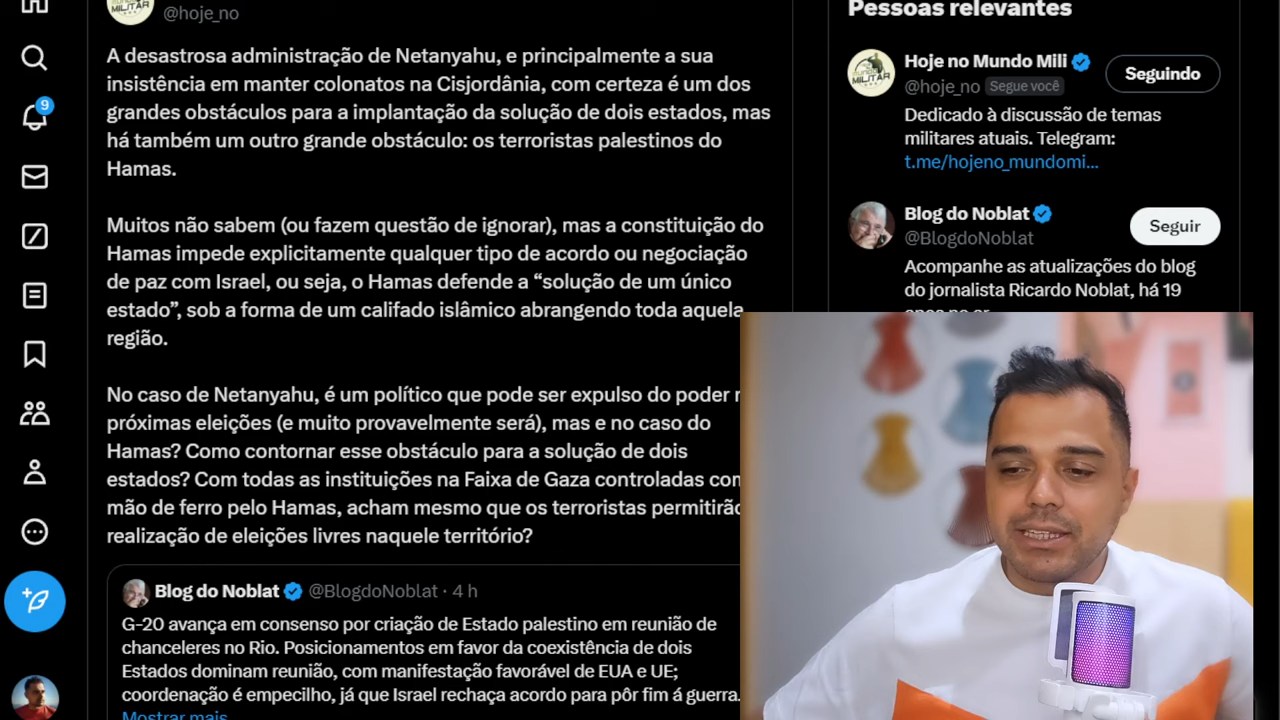 MILITAR
@hoje_no
A desastrosa administração de Netanyahu, e principalmente a sua
insistência em manter colonatos na Cisjordânia, com certeza é um dos
grandes obstáculos para a implantação da solução de dois estados, mas
há também um outro grande obstáculo: os terroristas palestinos do
Hamas.
Muitos não sabem (ou fazem questão de ignorar), mas a constituição do
Hamas impede explicitamente qualquer tipo de acordo ou negociação
de paz com Israel, ou seja, o Hamas defende a “solução de um único
estado”, sob a forma de um califado islâmico abrangendo toda aquela
região.
No caso de Netanyahu, é um político que pode ser expulso do poder
próximas eleições (e muito provavelmente será), mas e no caso do
Hamas? Como contornar esse obstáculo para a solução de dois
estados? Com todas as instituições na Faixa de Gaza controladas com
mão de ferro pelo Hamas, acham mesmo que os terroristas permitirão
realização de eleições livres naquele território?
Blog do Noblat @BlogdoNoblat · 4 h
G-20 avança em consenso por criação de Estado palestino em reunião de
chanceleres no Rio. Posicionamentos em favor da coexistência de dois
Estados dominam reunião, com manifestação favorável de EUA e UE;
coordenação é empecilho, já que Israel rechaça acordo para pôr fim á guerra.
Mostrar mais
9
Pessoas relevantes
MILITAR
Hoje no Mundo Mili
@hoje_no Segue você
Seguindo
Dedicado à discussão de temas
militares atuais. Telegram:
t.me/hojeno_mundomi...
Blog do Noblat
@BlogdoNoblat
Seguir
Acompanhe as atualizações do blog
do jornalista Ricardo Noblat, há 19